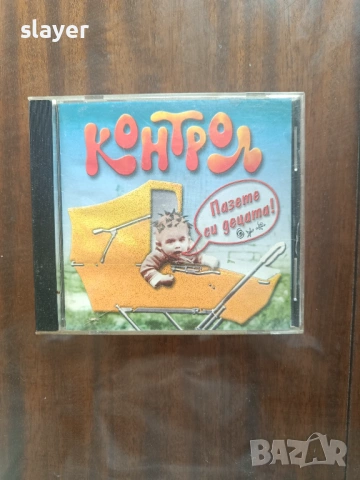 slayer
КОНТРОЛ
Пазете
си децата!
BAZAR